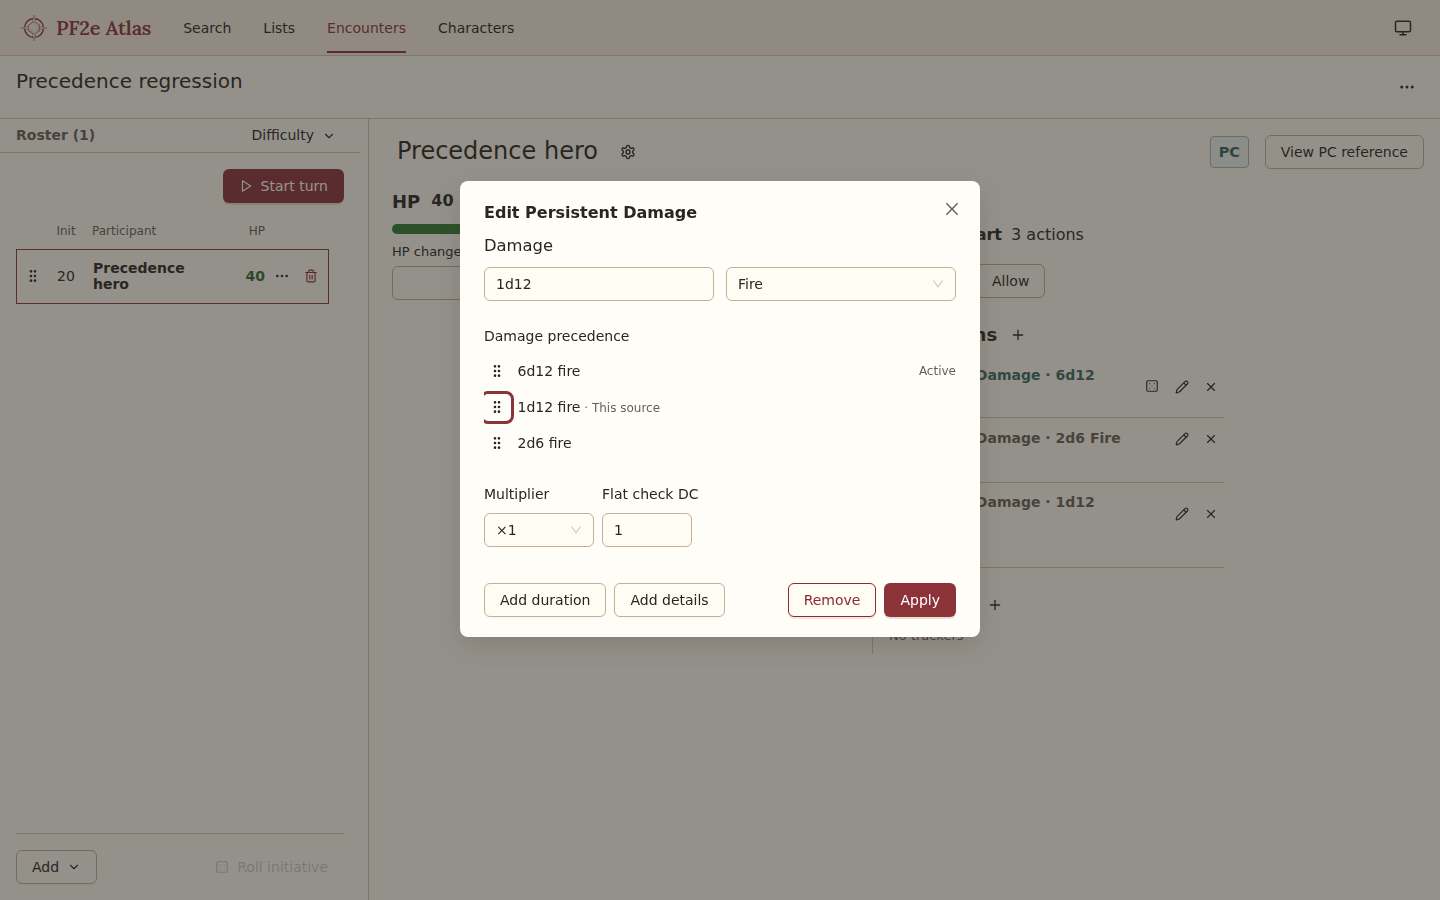 PF2e Atlas
Search
Lists
Encounters
Characters
Precedence regression
Roster (1)
Difficulty
Start turn
Init
Participant
HP
20
Precedence
hero
40
Add
Roll initiative
Precedence hero
PC
View PC reference
HP 40
HP change
art 3 actions
Allow
ns
Damage · 6d12
Damage · 2d6 Fire
Damage · 1d12
No trackers
Edit Persistent Damage
Damage
1d12
Fire
Damage precedence
6d12 fire
Active
1d12 fire · This source
2d6 fire
Multiplier
Flat check DC
×1
1
Add duration
Add details
Remove
Apply